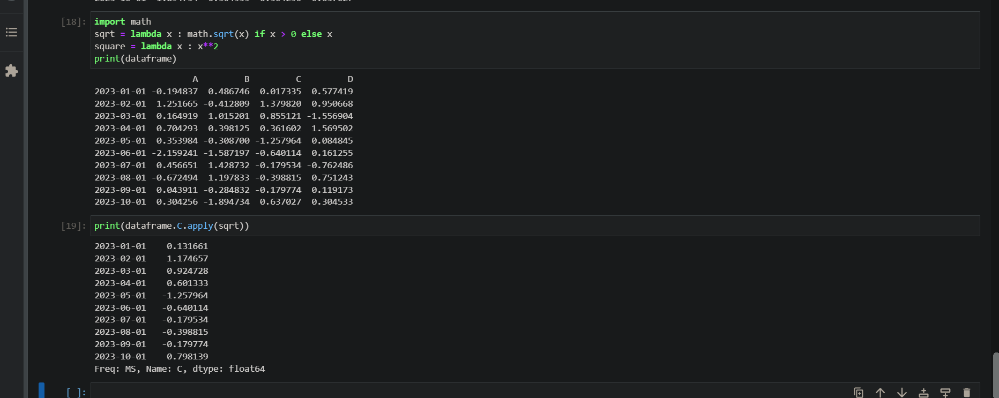 [18]: import math
sqrt = lambda x : math.sqrt(x) if x > 0 else x
square = lambda x : x**2
print(dataframe)
A B C D
2023-01-01 -0.194837 0.486746 0.017335 0.577419
2023-02-01 1.251665 -0.412809 1.379820 0.950668
2023-03-01 0.164919 1.015201 0.855121 -1.556904
2023-04-01 0.704293 0.398125 0.361602 1.569502
2023-05-01 0.353984 -0.308700 -1.257964 0.084845
2023-06-01 -2.159241 -1.587197 -0.640114 0.161255
2023-07-01 0.456651 1.428732 -0.179534 -0.762486
2023-08-01 -0.672494 1.197833 -0.398815 0.751243
2023-09-01 0.043911 -0.284832 -0.179774 0.119173
2023-10-01 0.304256 -1.894734 0.637027 0.304533
[19]: print(dataframe.C.apply(sqrt))
2023-01-01 0.131661
2023-02-01 1.174657
2023-03-01 0.924728
2023-04-01 0.601333
2023-05-01 -1.257964
2023-06-01 -0.640114
2023-07-01 -0.179534
2023-08-01 -0.398815
2023-09-01 -0.179774
2023-10-01 0.798139
Freq: MS, Name: C, dtype: float64
[ ]: